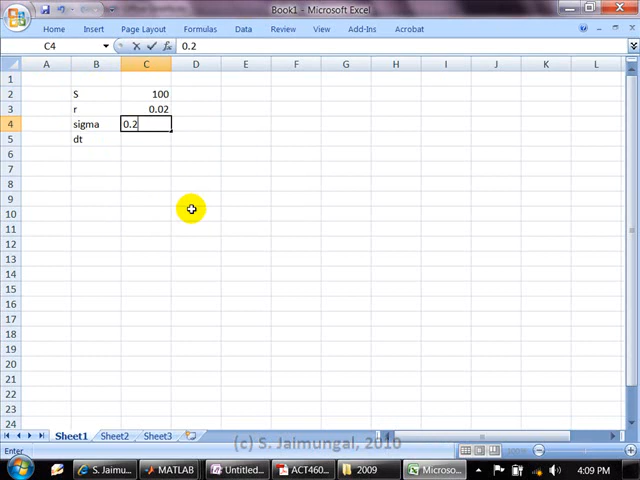 Book1 - Microsoft Excel
Home Insert Page Layout Formulas Data Review View Add-Ins Acrobat
C4 fx 0.2
A B C D E F G H I J K L
1
2 S 100
3 r 0.02
4 sigma 0.2
5 dt
6
7
8
9
10
11
12
13
14
15
16
17
18
19
20
21
22
23
24
Sheet1 Sheet2 Sheet3
(c) S. Jaimungal, 2010
Enter
S. Jaimu... MATLAB Untitled... ACT460... 2009 Microso... 4:09 PM